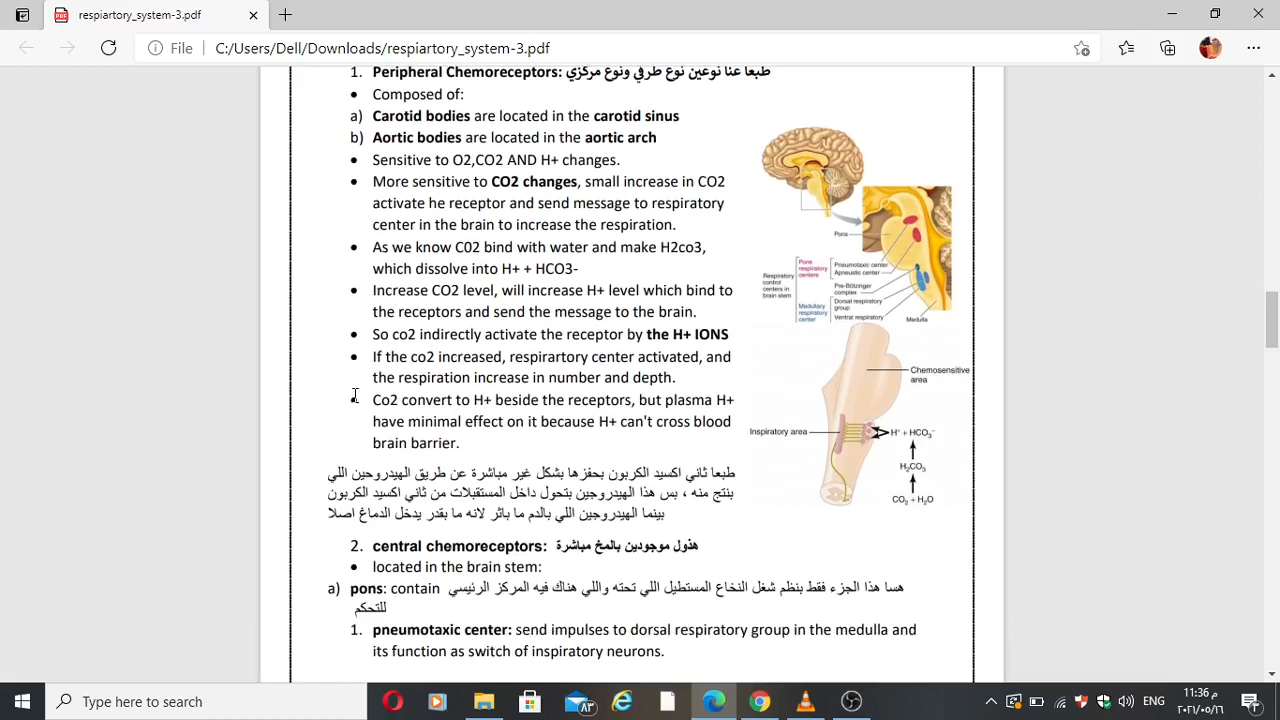 respiartory_system-3.pdf
File
C:/Users/Dell/Downloads/respiartory_system-3.pdf
1. Peripheral Chemoreceptors: طبعا عنا نوعين نوع طرفي ونوع مركزي
• Composed of:
a) Carotid bodies are located in the carotid sinus
b) Aortic bodies are located in the aortic arch
• Sensitive to O2,CO2 AND H+ changes.
• More sensitive to CO2 changes, small increase in CO2
activate he receptor and send message to respiratory
center in the brain to increase the respiration.
• As we know C02 bind with water and make H2co3,
which dissolve into H+ + HCO3-
• Increase CO2 level, will increase H+ level which bind to
the receptors and send the message to the brain.
• So co2 indirectly activate the receptor by the H+ IONS
• If the co2 increased, respirartory center activated, and
the respiration increase in number and depth.
• Co2 convert to H+ beside the receptors, but plasma H+
have minimal effect on it because H+ can't cross blood
brain barrier.
Pons
Respiratory
control
centers in
brain stem
Pons
respiratory
centers
Pneumotaxic center
Apneustic center
Pre-Bötzinger
complex
Medullary
respiratory
center
Dorsal respiratory
group
Ventral respiratory
Medulla
Chemosensitive
area
Inspiratory area
H⁺ + HCO₃⁻
H₂CO₃
CO₂ + H₂O
طبعا ثاني اكسيد الكربون بحفزها بشكل غير مباشرة عن طريق الهيدروجين اللي
بنتج منه ، بس هذا الهيدروجين بتحول داخل المستقبلات من ثاني اكسيد الكربون
بينما الهيدروجين اللي بالدم ما باثر لانه ما بقدر يدخل الدماغ اصلا
2. central chemoreceptors: هذول موجودين بالمخ مباشرة
• located in the brain stem:
a) pons: contain هسا هذا الجزء فقط بنظم شغل النخاع المستطيل اللي تحته واللي هناك فيه المركز الرئيسي
للتحكم
1. pneumotaxic center: send impulses to dorsal respiratory group in the medulla and
its function as switch of inspiratory neurons.
Type here to search
ENG
11:36 م